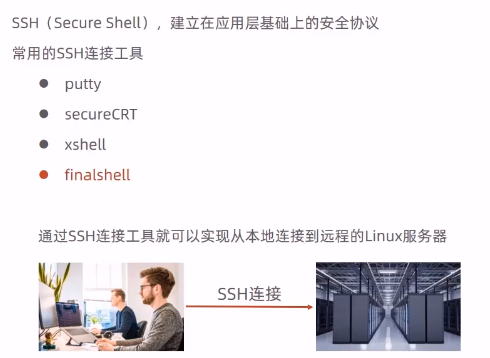 SSH（Secure Shell），建立在应用层基础上的安全协议
常用的SSH连接工具
● putty
● secureCRT
● xshell
● finalshell
通过SSH连接工具就可以实现从本地连接到远程的Linux服务器
SSH连接